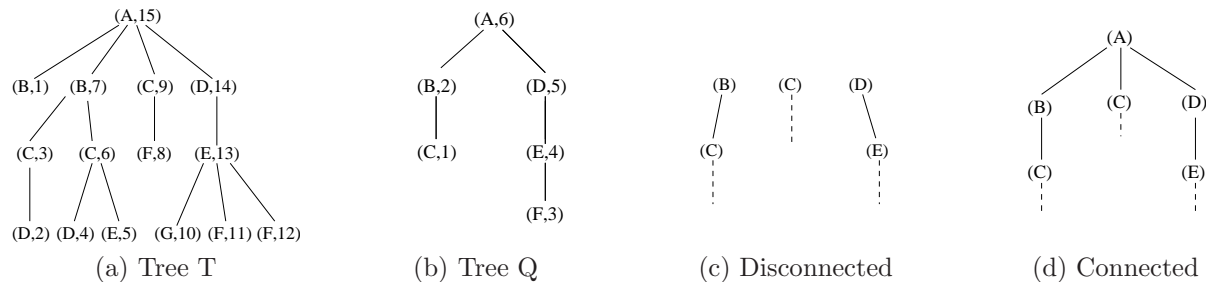 (A,15)
(B,1) (B,7) (C,9) (D,14)
(C,3) (C,6) (F,8) (E,13)
(D,2) (D,4) (E,5) (G,10) (F,11) (F,12)
(a) Tree T
(A,6)
(B,2) (D,5)
(C,1) (E,4)
(F,3)
(b) Tree Q
(B) (C) (D)
(C) (E)
(c) Disconnected
(A)
(B) (C) (D)
(C) (E)
(d) Connected